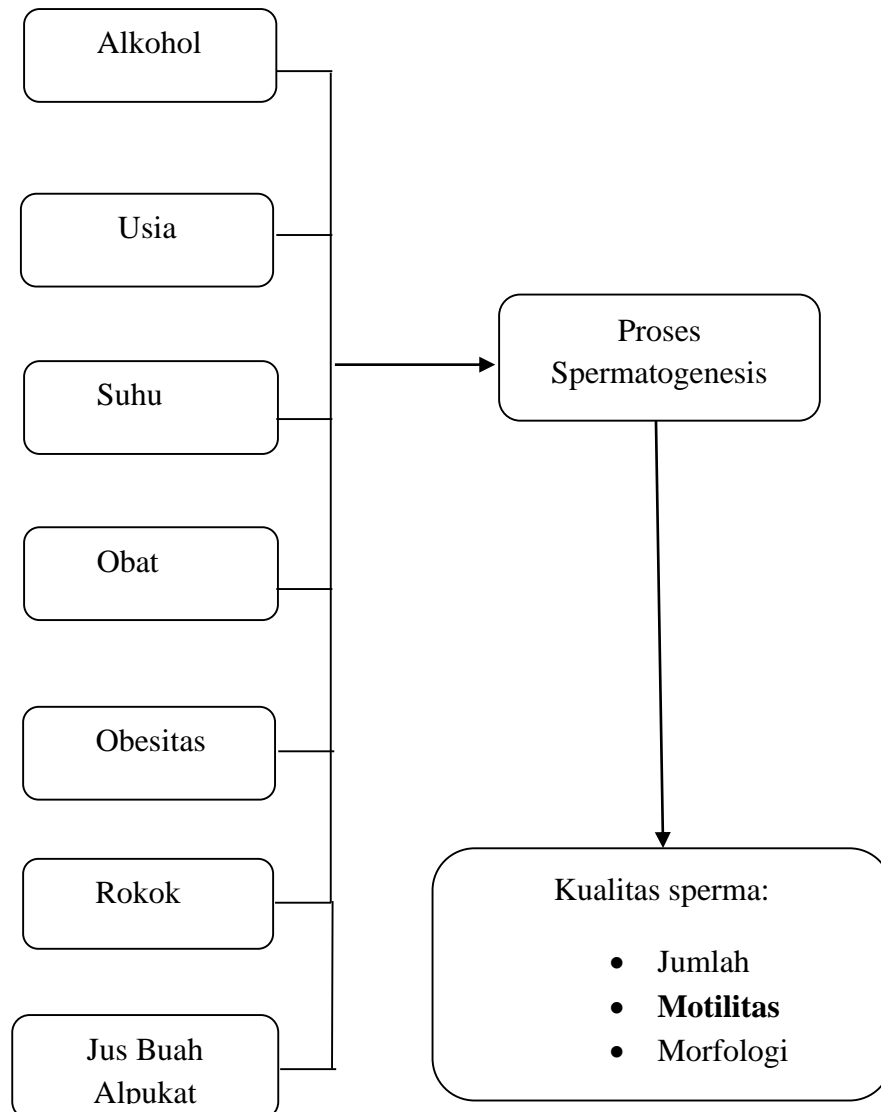 Alkohol
Usia
Suhu
Obat
Obesitas
Rokok
Jus Buah
Alpukat
Proses
Spermatogenesis
Kualitas sperma:
• Jumlah
• Motilitas
• Morfologi